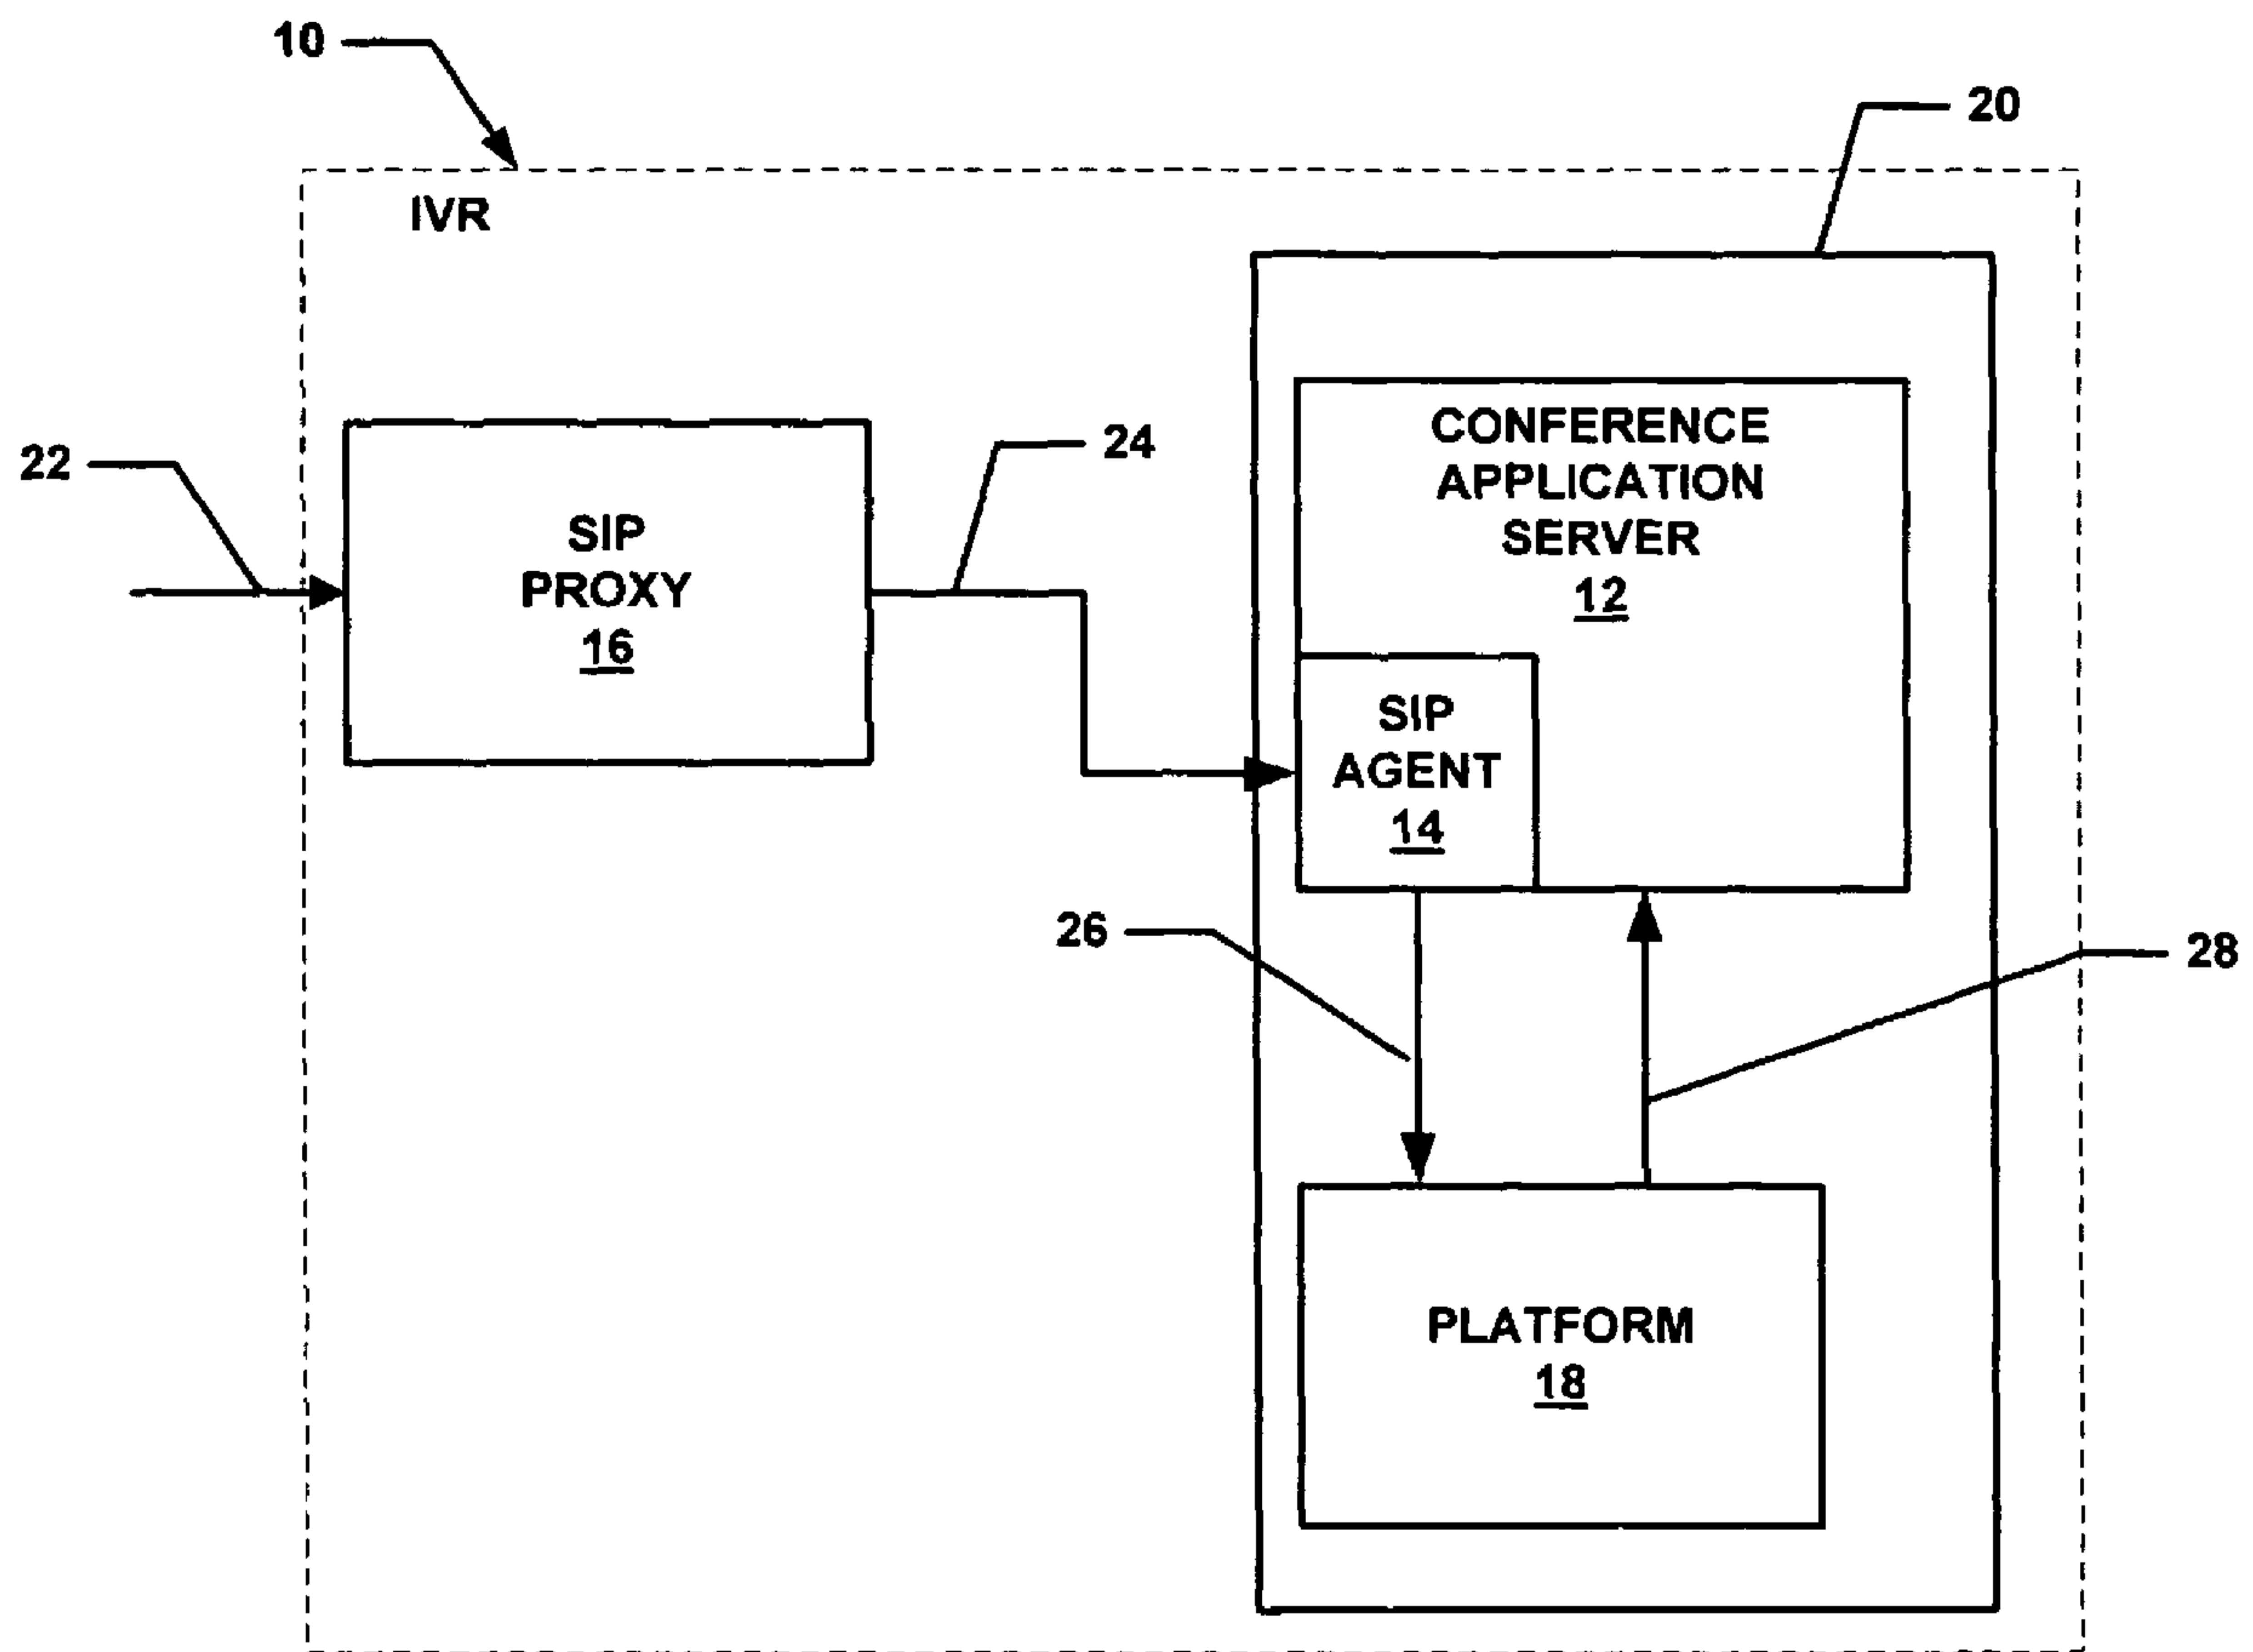 10
20
IVR
22
24
SIP
PROXY
16
CONFERENCE
APPLICATION
SERVER
12
SIP
AGENT
14
26
28
PLATFORM
18